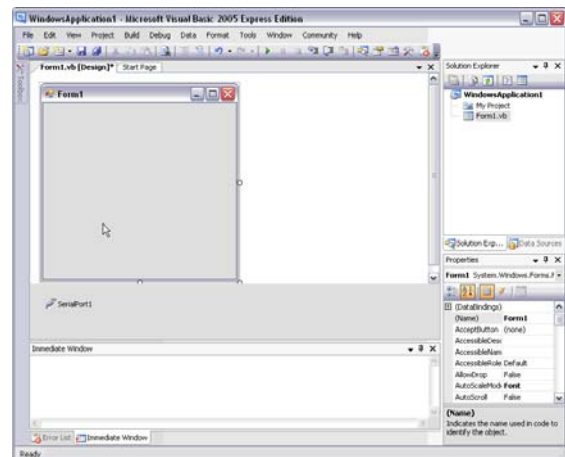 WindowsApplication1 - Microsoft Visual Basic 2005 Express Edition
File Edit View Project Build Debug Data Format Tools Window Community Help
Form1.vb [Design]* Start Page
Toolbox
Form1
SerialPort1
Immediate Window
Error List Immediate Window
Ready
Solution Explorer
WindowsApplication1
My Project
Form1.vb
Solution Exp... Data Sources
Properties
Form1 System.Windows.Forms.F
(DataBindings)
(Name) Form1
AcceptButton (none)
AccessibleDesc
AccessibleNam
AccessibleRole Default
AllowDrop False
AutoScaleMode Font
AutoScroll False
(Name)
Indicates the name used in code to
identify the object.